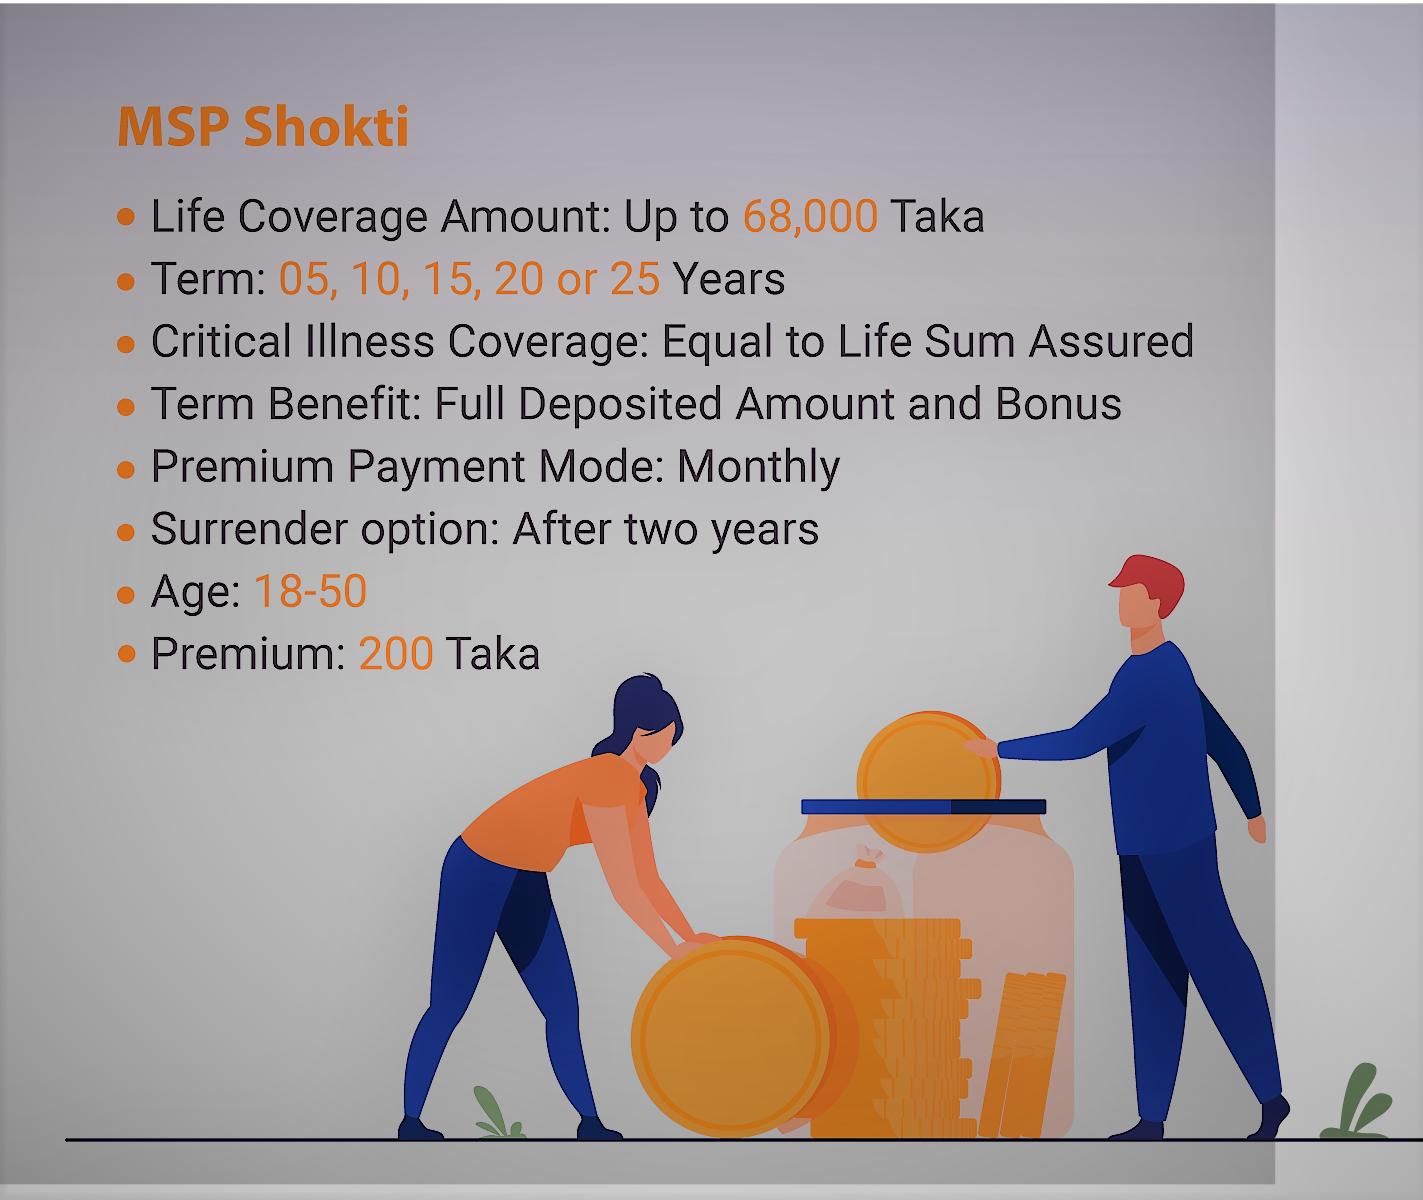 MSP Shokti
• Life Coverage Amount: Up to 68,000 Taka
• Term: 05, 10, 15, 20 or 25 Years
• Critical Illness Coverage: Equal to Life Sum Assured
• Term Benefit: Full Deposited Amount and Bonus
• Premium Payment Mode: Monthly
• Surrender option: After two years
• Age: 18-50
• Premium: 200 Taka